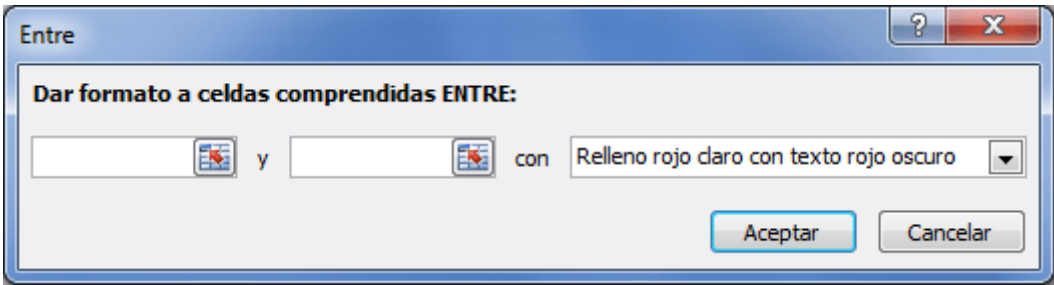 Entre
Dar formato a celdas comprendidas ENTRE:
y con Relleno rojo claro con texto rojo oscuro
Aceptar Cancelar